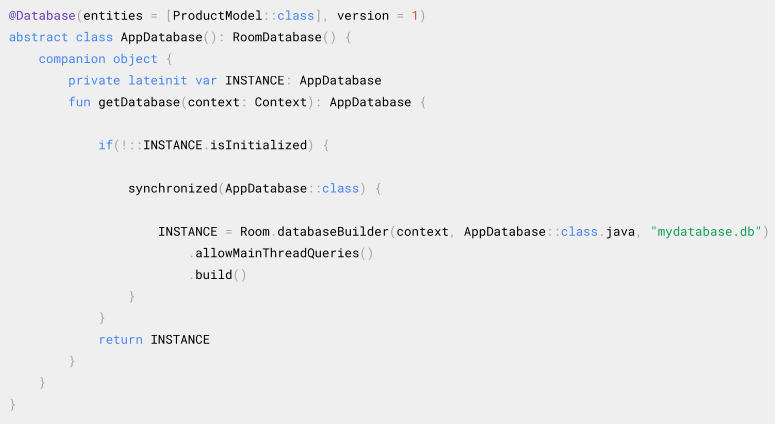 @Database(entities = [ProductModel::class], version = 1)
abstract class AppDatabase(): RoomDatabase() {
    companion object {
        private lateinit var INSTANCE: AppDatabase
        fun getDatabase(context: Context): AppDatabase {
            if(!::INSTANCE.isInitialized) {
                synchronized(AppDatabase::class) {
                    INSTANCE = Room.databaseBuilder(context, AppDatabase::class.java, "mydatabase.db")
                        .allowMainThreadQueries()
                        .build()
                }
            }
            return INSTANCE
        }
    }
}